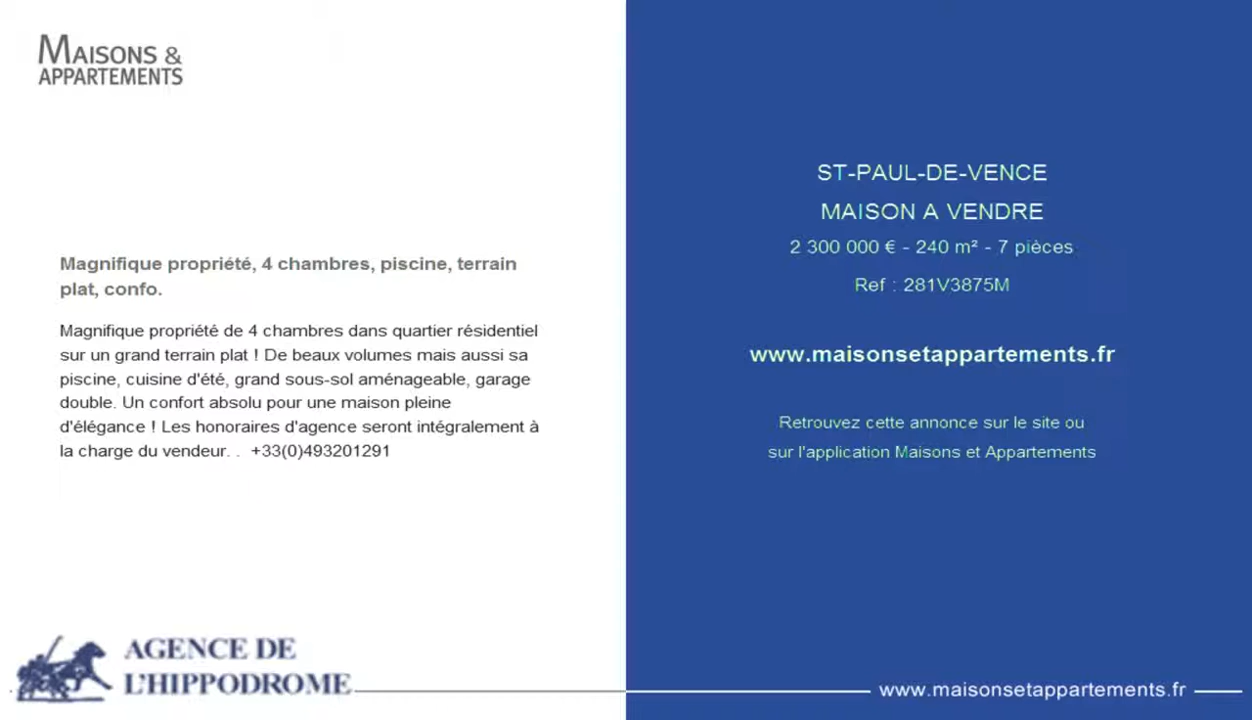 MAISONS &
APPARTEMENTS
Magnifique propriété, 4 chambres, piscine, terrain
plat, confo.
Magnifique propriété de 4 chambres dans quartier résidentiel
sur un grand terrain plat ! De beaux volumes mais aussi sa
piscine, cuisine d'été, grand sous-sol aménageable, garage
double. Un confort absolu pour une maison pleine
d'élégance ! Les honoraires d'agence seront intégralement à
la charge du vendeur. .  +33(0)493201291
AGENCE DE
L'HIPPODROME
ST-PAUL-DE-VENCE
MAISON A VENDRE
2 300 000 € - 240 m² - 7 pièces
Ref : 281V3875M
www.maisonsetappartements.fr
Retrouvez cette annonce sur le site ou
sur l'application Maisons et Appartements
www.maisonsetappartements.fr